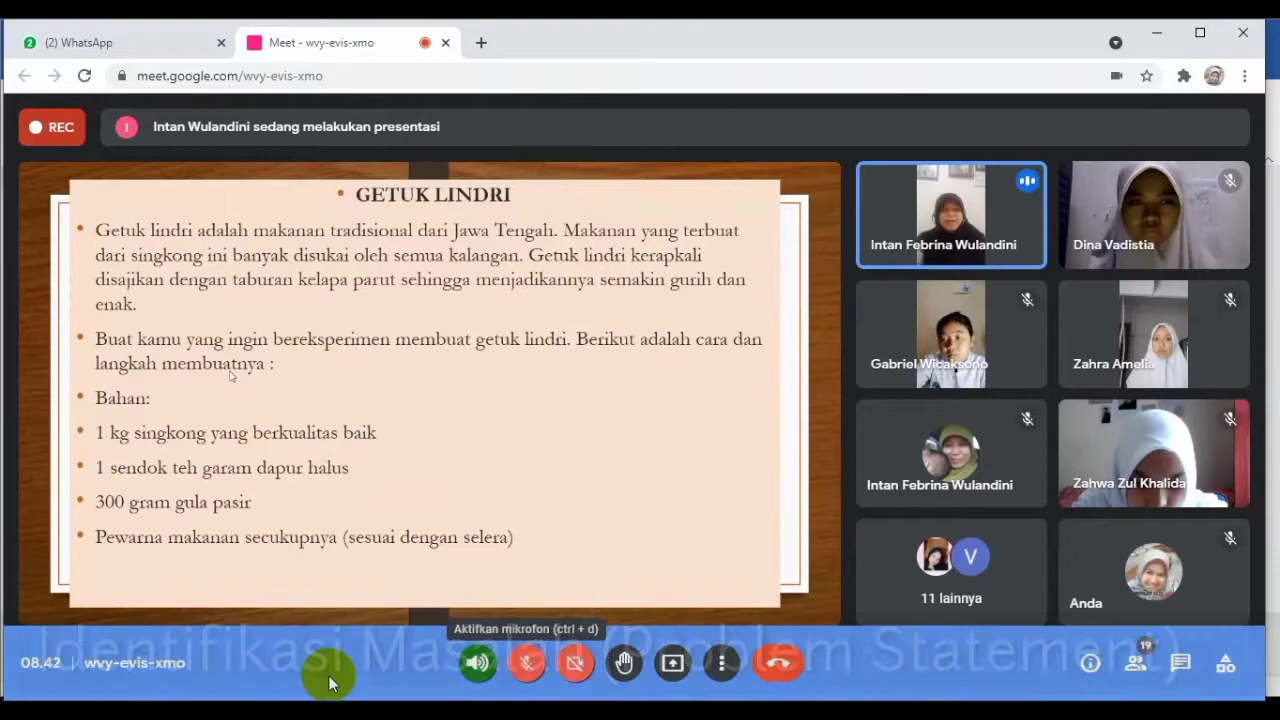 (2) WhatsApp
Meet - wvy-evis-xmo
meet.google.com/wvy-evis-xmo
REC
I
Intan Wulandini sedang melakukan presentasi
GETUK LINDRI
Getuk lindri adalah makanan tradisional dari Jawa Tengah. Makanan yang terbuat
dari singkong ini banyak disukai oleh semua kalangan. Getuk lindri kerapkali
disajikan dengan taburan kelapa parut sehingga menjadikannya semakin gurih dan
enak.
Buat kamu yang ingin bereksperimen membuat getuk lindri. Berikut adalah cara dan
langkah membuatnya :
Bahan:
1 kg singkong yang berkualitas baik
1 sendok teh garam dapur halus
300 gram gula pasir
Pewarna makanan secukupnya (sesuai dengan selera)
Intan Febrina Wulandini
Dina Vadistia
Gabriel Wicaksono
Zahra Amelia
Intan Febrina Wulandini
Zahwa Zul Khalida
V
11 lainnya
Anda
Aktifkan mikrofon (ctrl + d)
Identifikasi Masalah (Problem Statement)
08.42 | wvy-evis-xmo
19